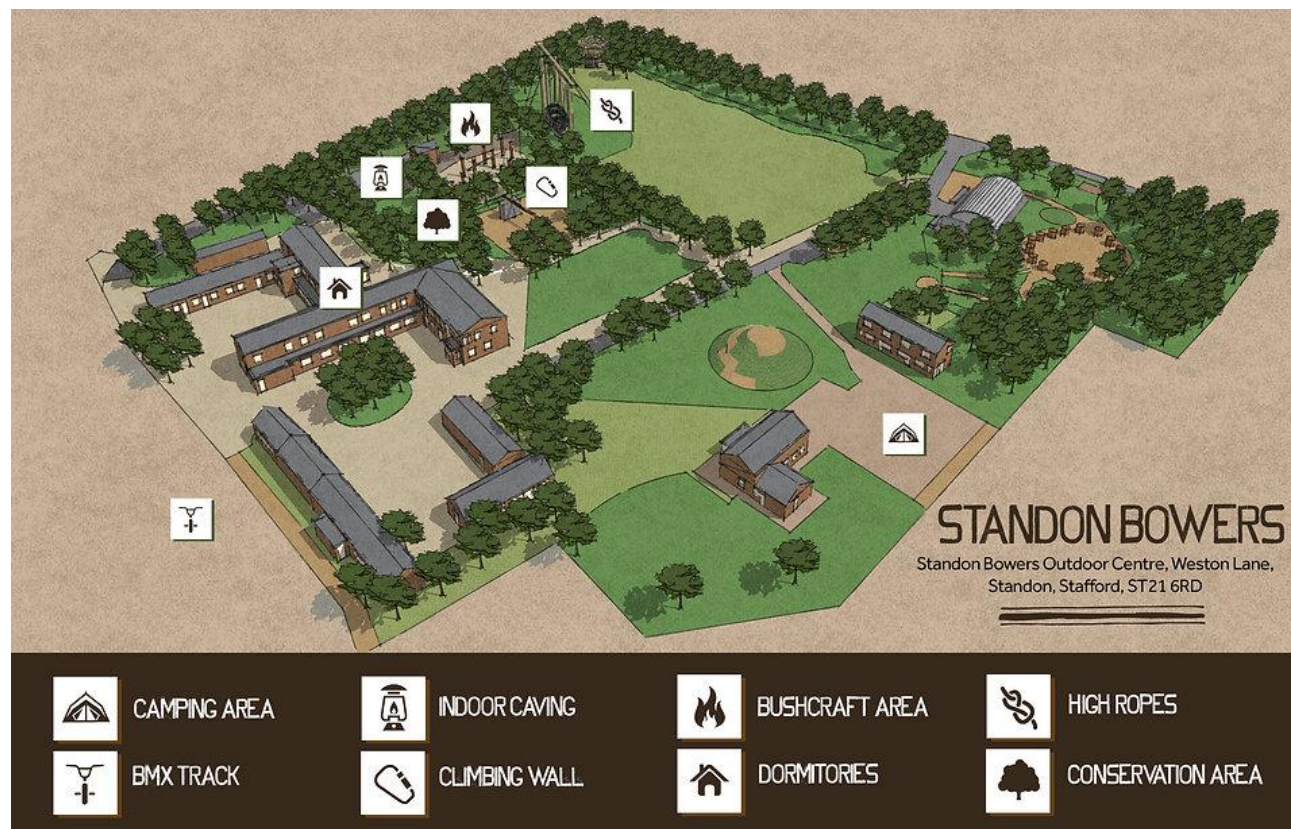 STANDON BOWERS
Standon Bowers Outdoor Centre, Weston Lane,
Standon, Stafford, ST21 6RD
CAMPING AREA
INDOOR CAVING
BUSHCRAFT AREA
HIGH ROPES
BMX TRACK
CLIMBING WALL
DORMITORIES
CONSERVATION AREA